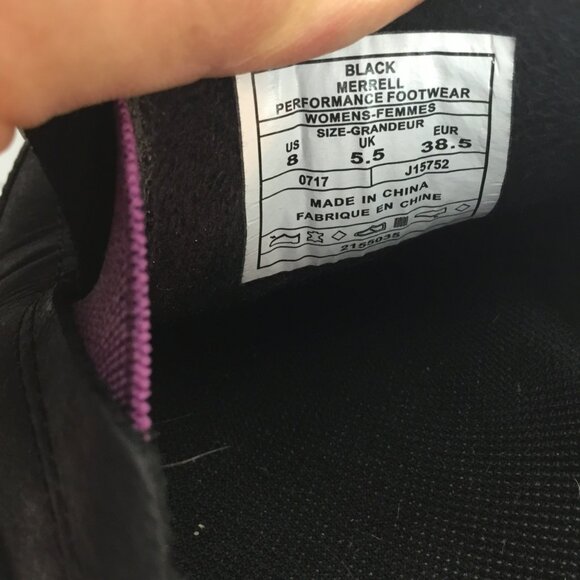 BLACK
MERRELL
PERFORMANCE FOOTWEAR
WOMENS-FEMMES
SIZE-GRANDEUR
US UK EUR
8 5.5 38.5
0717 J15752
MADE IN CHINA
FABRIQUE EN CHINE
2155035